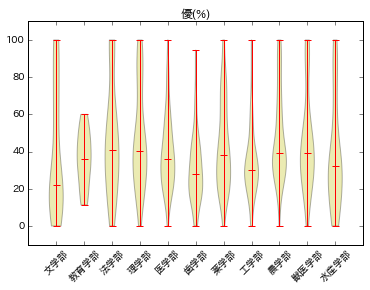 優(%)
100
80
60
40
20
0
文学部
教育学部
法学部
理学部
医学部
歯学部
薬学部
工学部
農学部
獣医学部
水産学部